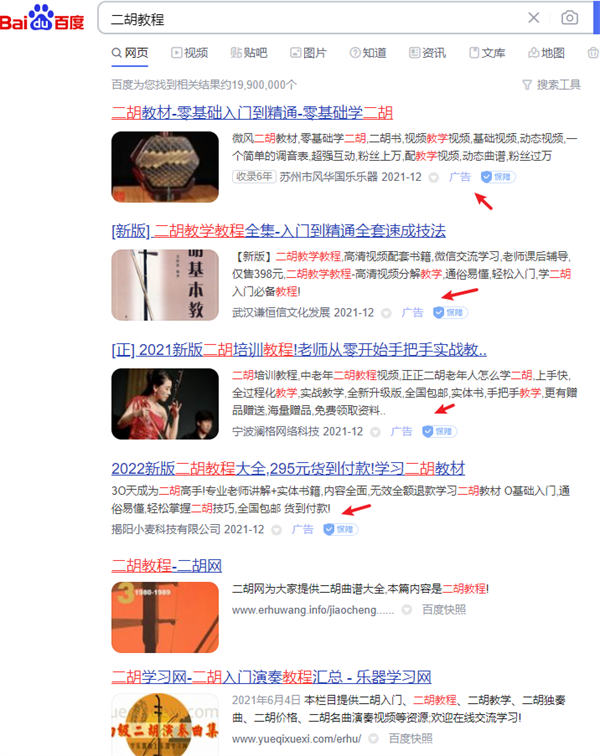 Bai du 百度
二胡教程
网页 视频 贴吧 图片 知道 资讯 文库 地图
百度为您找到相关结果约19,900,000个 搜索工具
二胡教材-零基础入门到精通-零基础学二胡
微风二胡教材,零基础学二胡,二胡书,视频教学视频,基础视频,动态视频,一
个简单的调音表,超强互动,粉丝上万,配教学视频,动态曲谱,粉丝过万
收录6年 苏州市风华国乐乐器 2021-12 广告 保障
[新版] 二胡教学教程全集-入门到精通全套速成技法
【新版】二胡教学教程,高清视频配套书籍,微信交流学习,老师课后辅导,
仅售398元,二胡教学教程-高清视频分解教学,通俗易懂,轻松入门,学二胡
入门必备教程!
基本教
武汉谦恒信文化发展 2021-12 广告 保障
[正] 2021新版二胡培训教程!老师从零开始手把手实战教..
二胡培训教程,中老年二胡教程视频,正正二胡老年人怎么学二胡,上手快,
全过程化教学,实战教学,全新升级版,全国包邮,实体书,手把手教学,更有赠
品赠送,海量赠品,免费领取资料..
宁波澜格网络科技 2021-12 广告 保障
2022新版二胡教程大全,295元货到付款!学习二胡教材
3O天成为二胡高手!专业老师讲解+实体书籍,内容全面,无效全额退款学习二胡教材 O基础入门,通
俗易懂,轻松掌握二胡技巧,全国包邮 货到付款!
揭阳小麦科技有限公司 2021-12 广告 保障
二胡教程-二胡网
3 1980-1989
二胡网为大家提供二胡曲谱大全,本篇内容是二胡教程!
www.erhuwang.info/jiaocheng...... 百度快照
二胡学习网-二胡入门演奏教程汇总 - 乐器学习网
2021年6月4日 本栏目提供二胡入门、二胡教程、二胡教学、二胡独奏
曲、二胡价格、二胡名曲演奏视频等资源;欢迎在线交流学习!
级二胡演奏曲集
www.yueqixuexi.com/erhu/ 百度快照